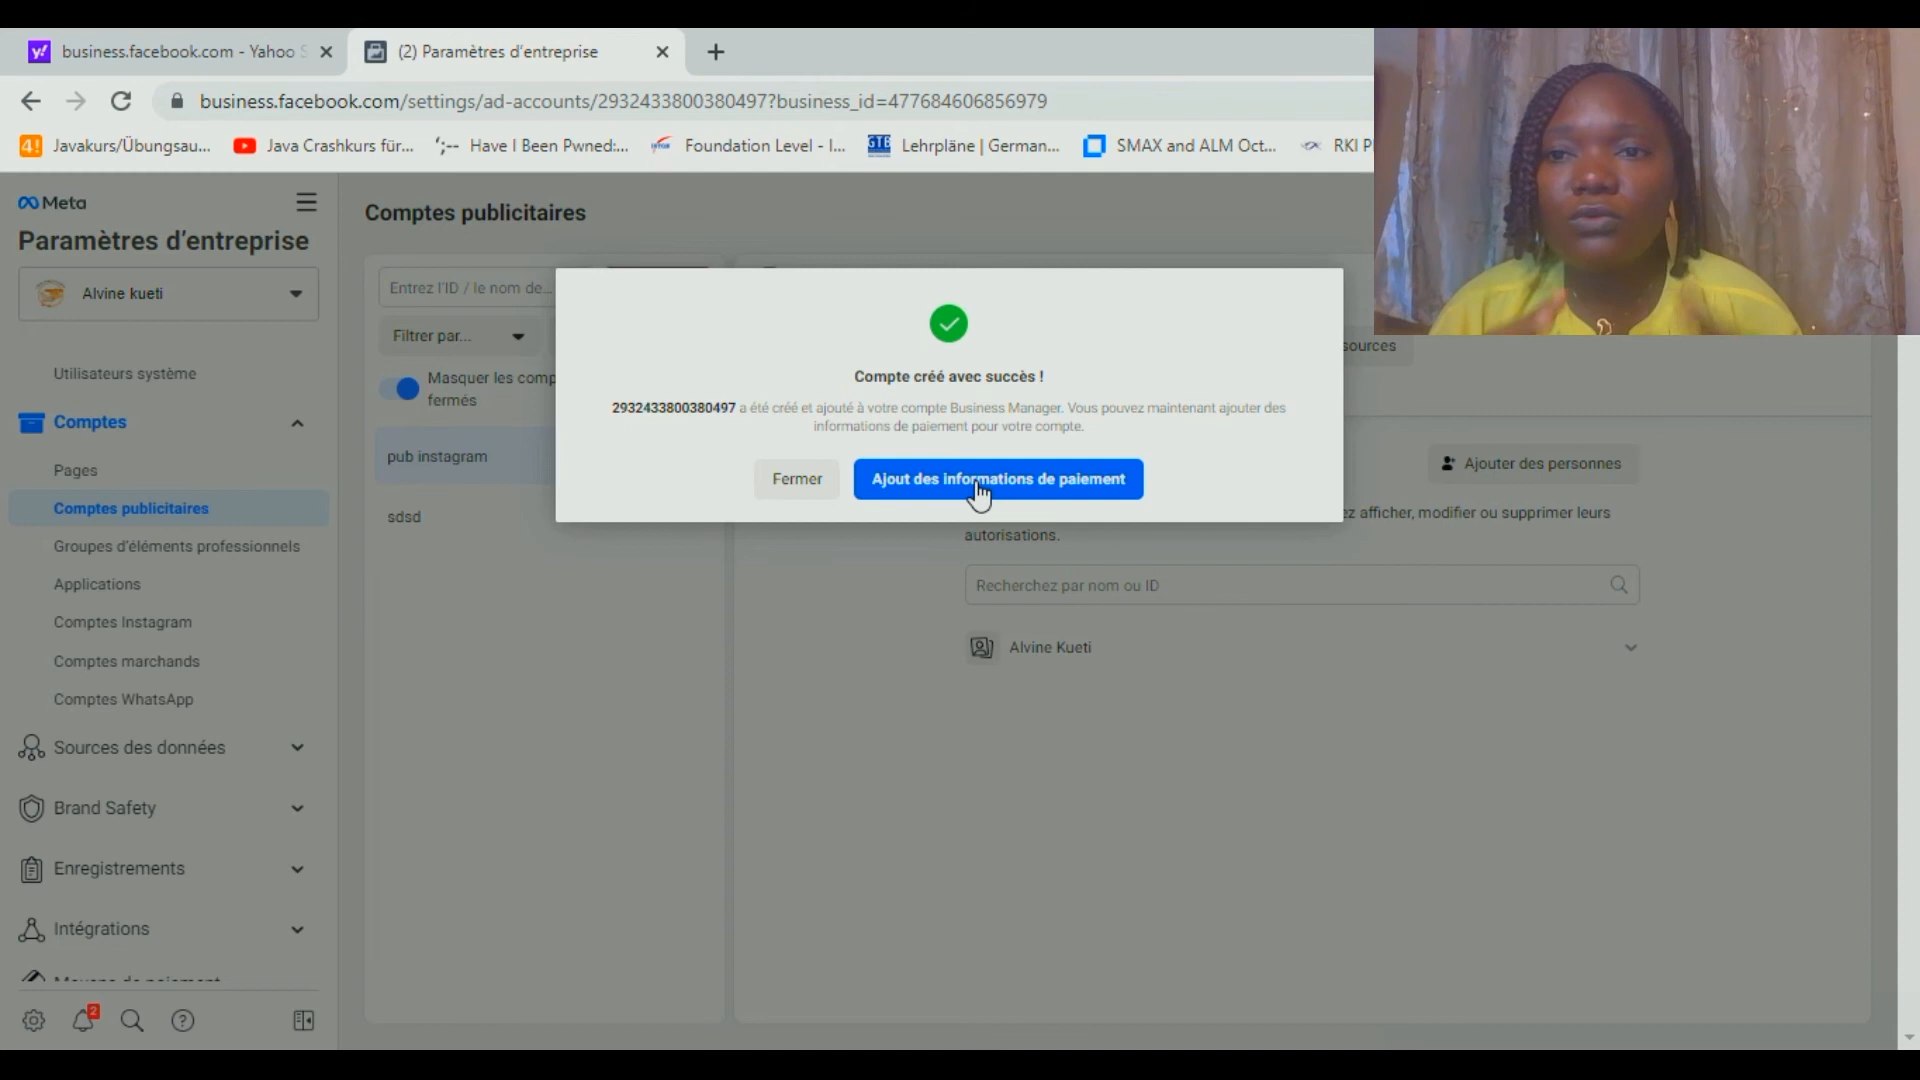 business.facebook.com - Yahoo S
(2) Paramètres d'entreprise
business.facebook.com/settings/ad-accounts/2932433800380497?business_id=477684606856979
Javakurs/Übungsau...
Java Crashkurs für...
Have I Been Pwned:...
Foundation Level - I...
Lehrpläne | German...
SMAX and ALM Oct...
RKI P
Meta
Paramètres d'entreprise
Alvine kueti
Utilisateurs système
Comptes
Pages
Comptes publicitaires
Groupes d'éléments professionnels
Applications
Comptes Instagram
Comptes marchands
Comptes WhatsApp
Sources des données
Brand Safety
Enregistrements
Intégrations
Moyens de paiement
2
Comptes publicitaires
Entrez l'ID / le nom de...
Filtrer par...
Masquer les comp
fermés
pub instagram
sdsd
Compte créé avec succès !
2932433800380497 a été créé et ajouté à votre compte Business Manager. Vous pouvez maintenant ajouter des
informations de paiement pour votre compte.
Fermer
Ajout des informations de paiement
sources
Ajouter des personnes
ez afficher, modifier ou supprimer leurs
autorisations.
Recherchez par nom ou ID
Alvine Kueti